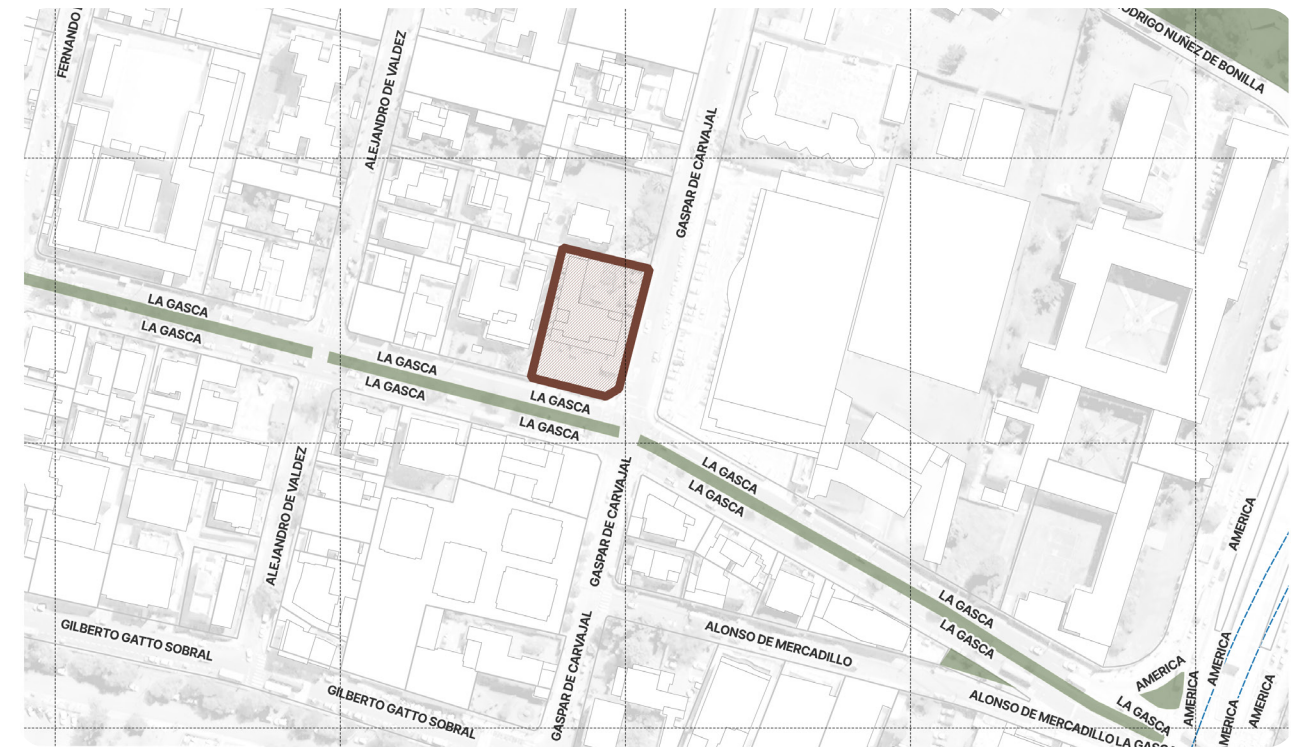 FERNANDO
RODRIGO NUÑEZ DE BONILLA
ALEJANDRO DE VALDEZ
GASPAR DE CARVAJAL
LA GASCA
LA GASCA
LA GASCA
LA GASCA
LA GASCA
LA GASCA
LA GASCA
LA GASCA
ALEJANDRO DE VALDEZ
GASPAR DE CARVAJAL
AMERICA
LA GASCA
LA GASCA
GILBERTO GATTO SOBRAL
ALONSO DE MERCADILLO
GASPAR DE CARVAJAL
AMERICA
AMERICA
GILBERTO GATTO SOBRAL
ALONSO DE MERCADILLO
LA GASCA
LA GASCA
AMERICA
AMERICA
AMERICA